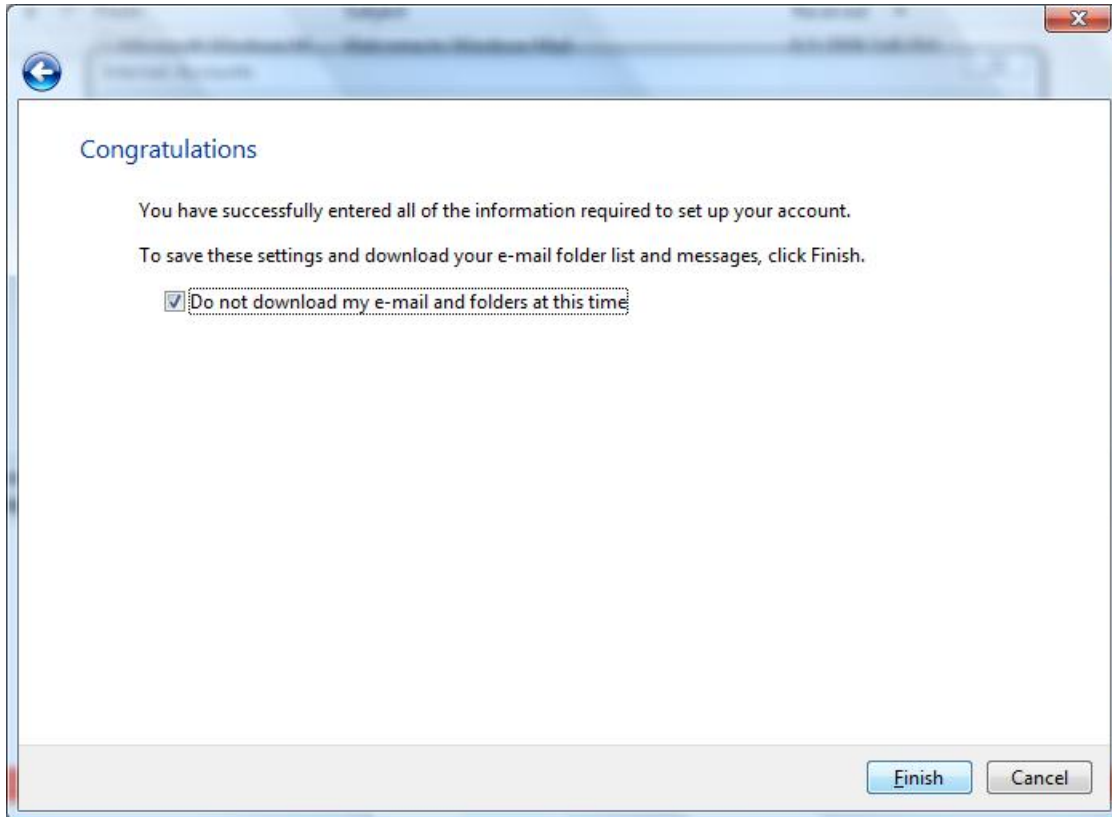 Congratulations
You have successfully entered all of the information required to set up your account.
To save these settings and download your e-mail folder list and messages, click Finish.
Do not download my e-mail and folders at this time
Finish
Cancel